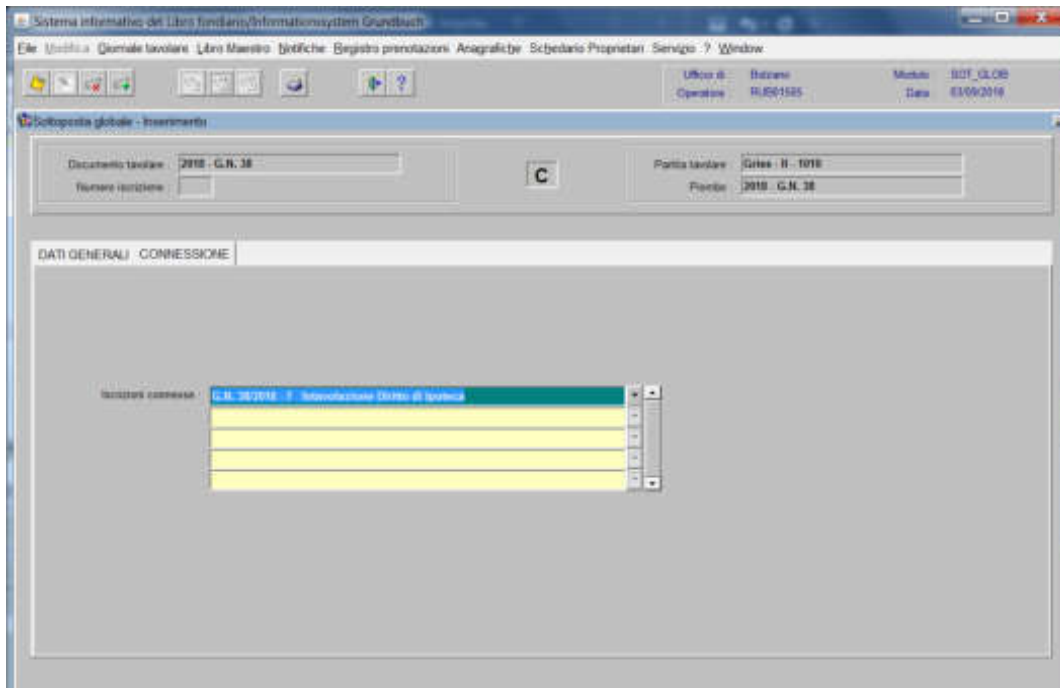 Sistema informativo del Libro fondiario/Informationssystem Grundbuch
File Modifica Giornale tavolare Libro Maestro Notifiche Registro prenotazioni Anagrafiche Schedario Proprietari Servizio ? Window
Ufficio di Bolzano Modulo SOT_GLOB
Operatore Data 03/09/2018
Sottoposta globale - Inserimento
Documento tavolare 2018 - G.N. 38 C Partita tavolare Gries - II - 1010
Numero iscrizione Piombo 2018 - G.N. 38
DATI GENERALI CONNESSIONE
Iscrizioni connesse G.N. 38/2018 - 1 Intavolazione Diritto di Ipoteca